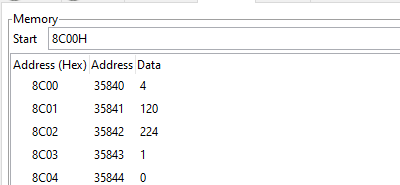 Memory
Start 8C00H
Address (Hex) Address Data
8C00 35840 4
8C01 35841 120
8C02 35842 224
8C03 35843 1
8C04 35844 0